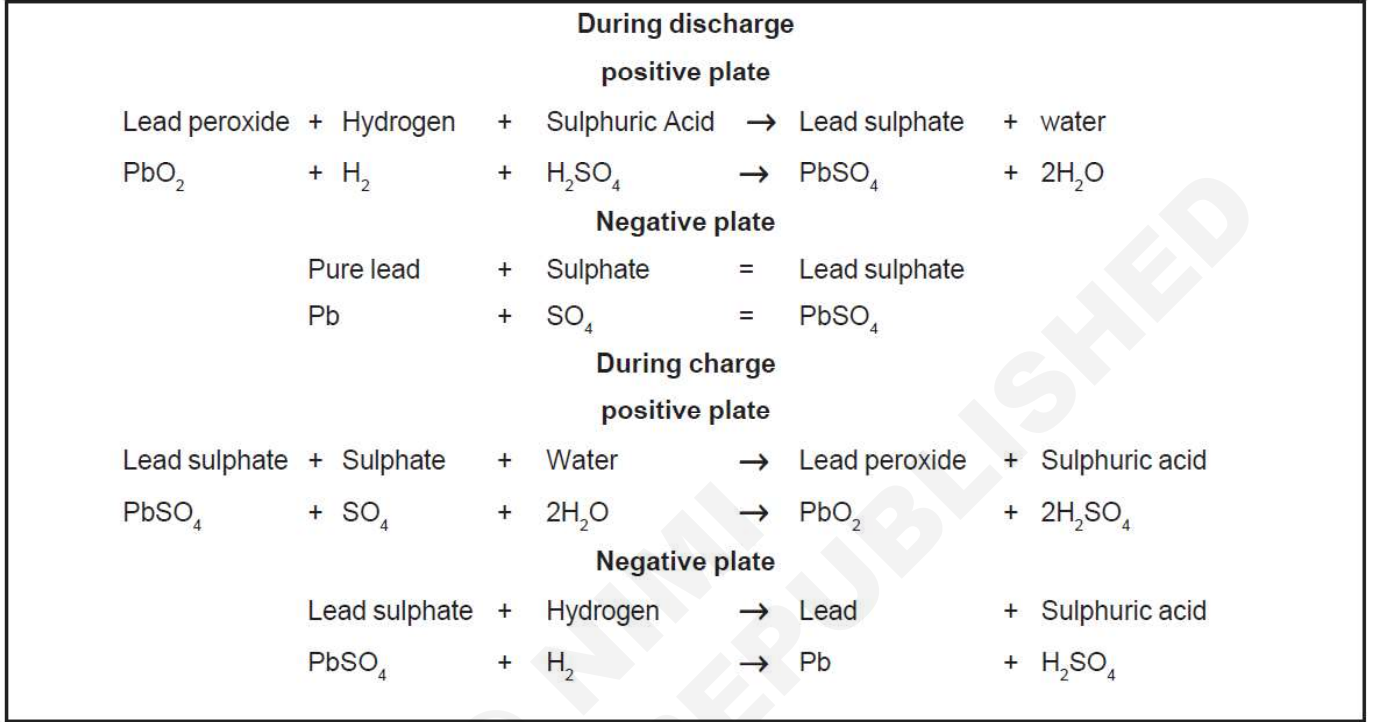 During discharge
positive plate
Lead peroxide + Hydrogen + Sulphuric Acid → Lead sulphate + water
PbO₂ + H₂ + H₂SO₄ → PbSO₄ + 2H₂O
Negative plate
Pure lead + Sulphate = Lead sulphate
Pb + SO₄ = PbSO₄
During charge
positive plate
Lead sulphate + Sulphate + Water → Lead peroxide + Sulphuric acid
PbSO₄ + SO₄ + 2H₂O → PbO₂ + 2H₂SO₄
Negative plate
Lead sulphate + Hydrogen → Lead + Sulphuric acid
PbSO₄ + H₂ → Pb + H₂SO₄
NIMI
EPUBLISHED